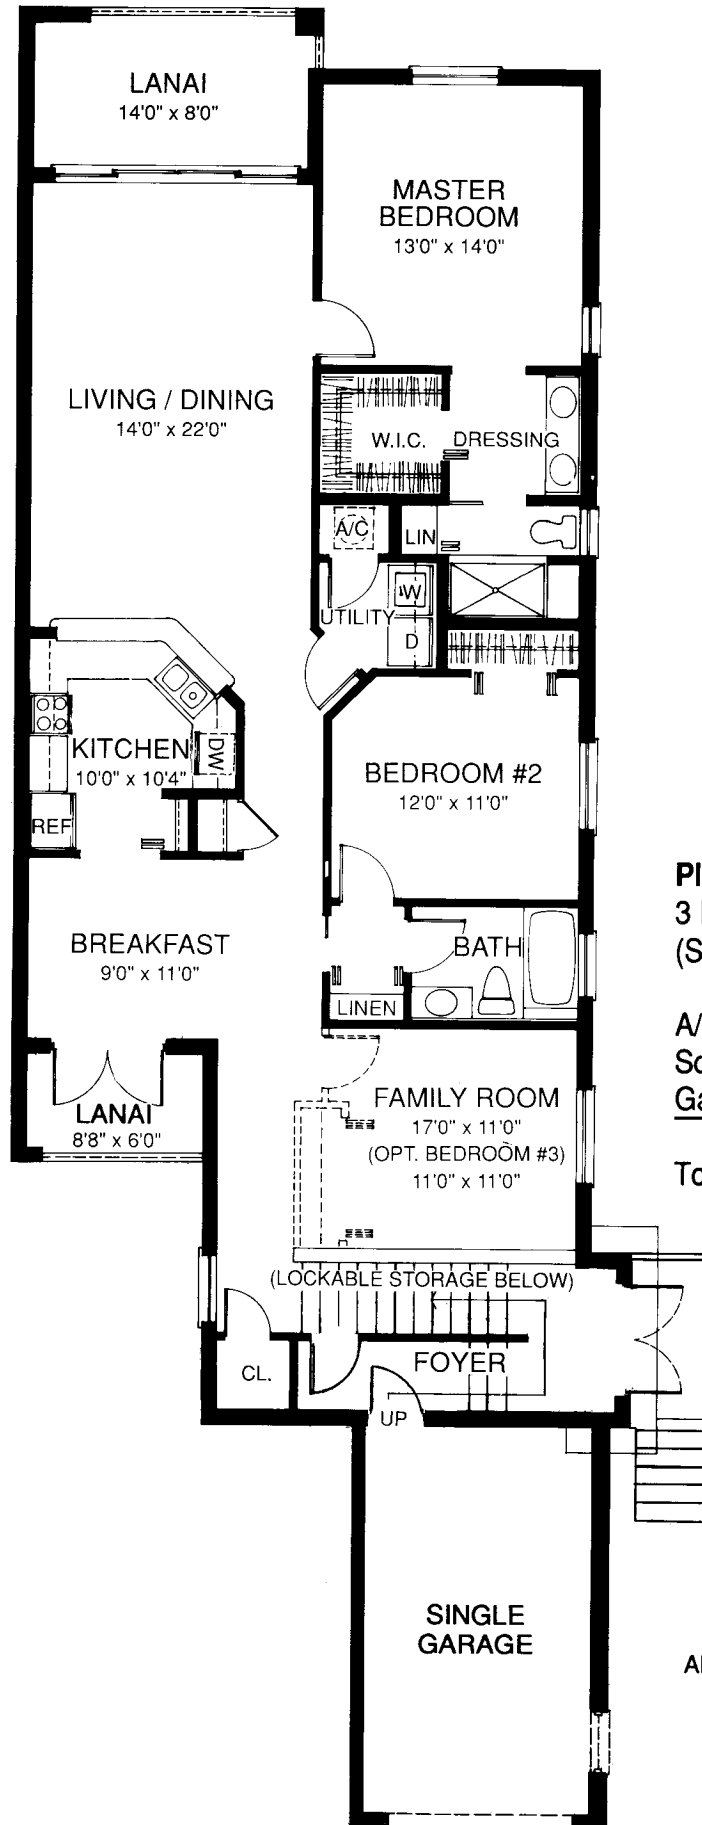 LANAI
14'0" x 8'0"
MASTER
BEDROOM
13'0" x 14'0"
LIVING / DINING
14'0" x 22'0"
W.I.C.
DRESSING
A/C
LIN
UTILITY
W
D
KITCHEN
10'0" x 10'4"
DW
REF
BEDROOM #2
12'0" x 11'0"
BREAKFAST
9'0" x 11'0"
BATH
LINEN
LANAI
8'8" x 6'0"
FAMILY ROOM
17'0" x 11'0"
(OPT. BEDROOM #3)
11'0" x 11'0"
(LOCKABLE STORAGE BELOW)
CL.
FOYER
UP
SINGLE
GARAGE
3
(S
A/